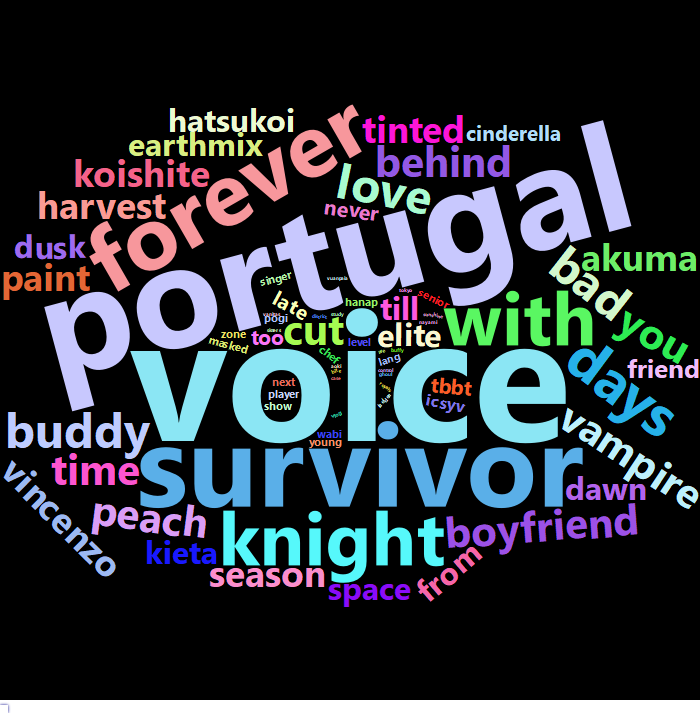 hatsukoi
forever
tinted
cinderella
earthmix
behind
koishite
love
never
harvest
portugal
dusk
paint
singer
akuma
bad
hanap
senior
late
till
pogi
cut
elite
with
you
zone
too
masked
level
chef
lang
days
friend
voice
next
player
show
tbbt
icsyv
buddy
wabi
young
vampire
time
survivor
vincenzo
dawn
peach
knight
boyfriend
kieta
season
from
space